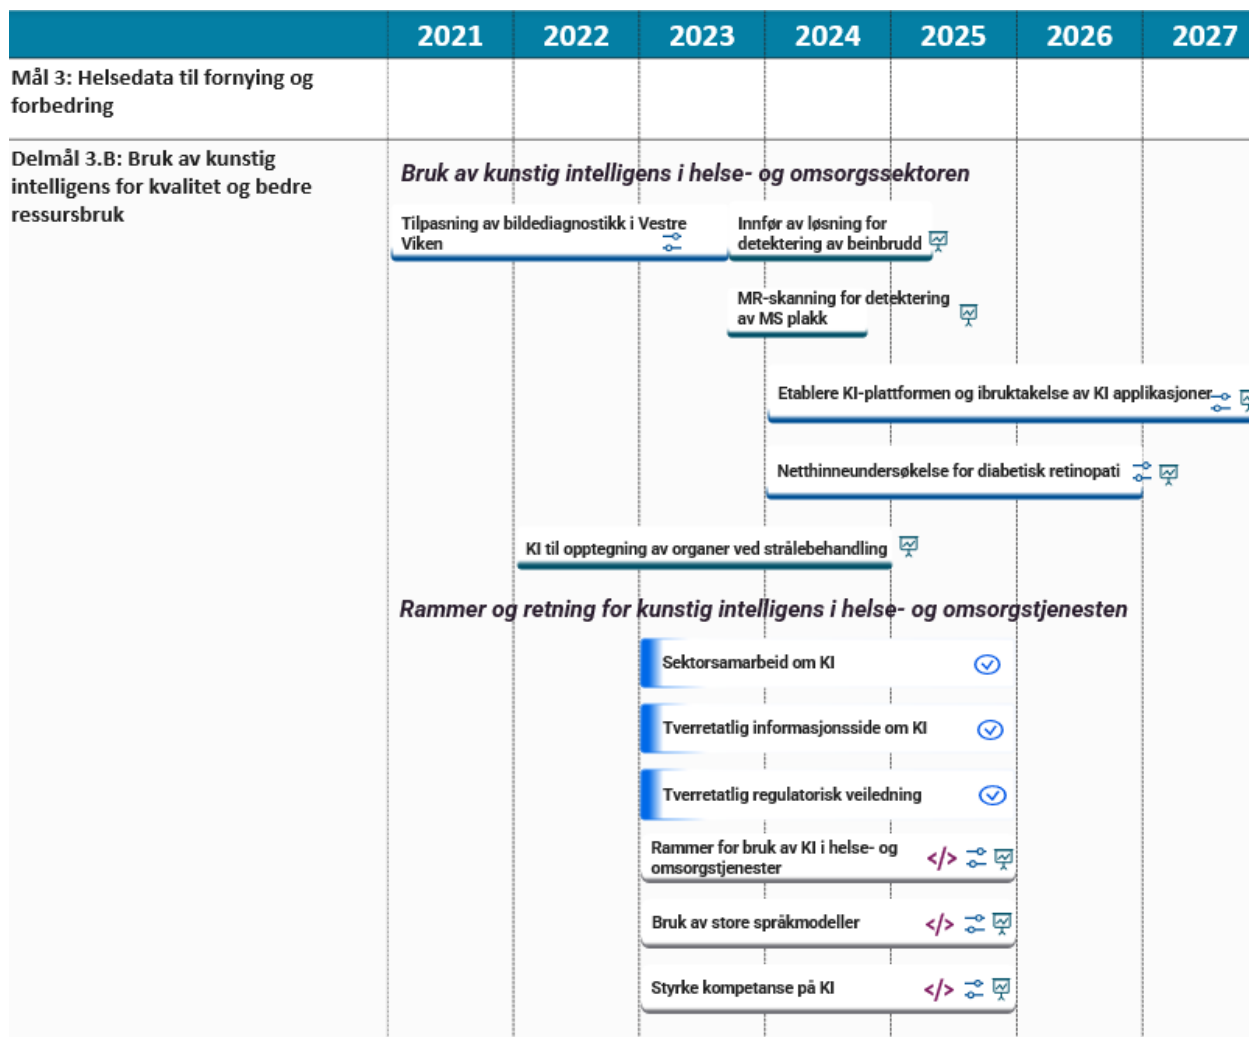 2021 2022 2023 2024 2025 2026 2027
Mål 3: Helsedata til fornying og
forbedring
Delmål 3.B: Bruk av kunstig
intelligens for kvalitet og bedre
ressursbruk
Bruk av kunstig intelligens i helse- og omsorgssektoren
Tilpasning av bildediagnostikk i Vestre
Viken
Innfør av løsning for
detektering av beinbrudd
MR-skanning for detektering
av MS plakk
Etablere KI-plattformen og ibruktakelse av KI applikasjoner
Netthinneundersøkelse for diabetisk retinopati
KI til opptegning av organer ved strålebehandling
Rammer og retning for kunstig intelligens i helse- og omsorgstjenesten
Sektorsamarbeid om KI
Tverretatlig informasjonsside om KI
Tverretatlig regulatorisk veiledning
Rammer for bruk av KI i helse- og
omsorgstjenester
</>
Bruk av store språkmodeller
</>
Styrke kompetanse på KI
</>